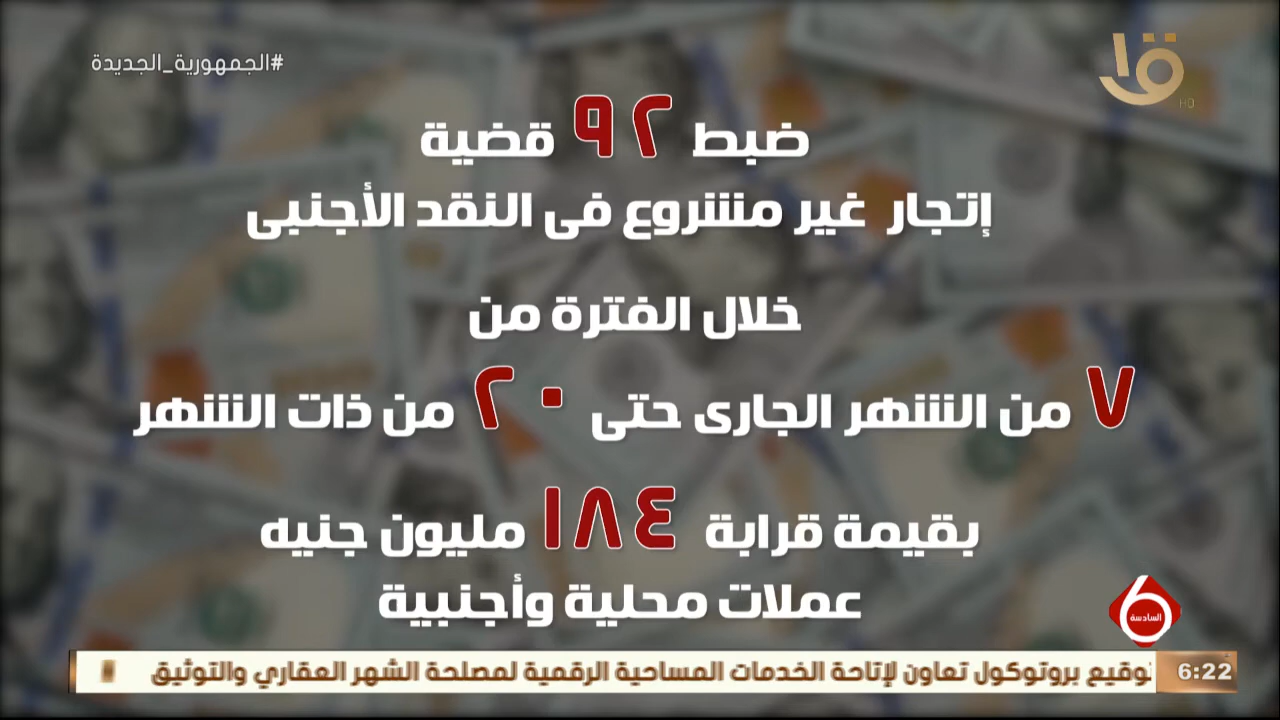 #الجمهورية_الجديدة
HD
ضبط ٩٢ قضية
إتجار غير مشروع فى النقد الأجنبى
خلال الفترة من
٧ من الشهر الجارى حتى ٢٠ من ذات الشهر
بقيمة قرابة ١٨٤ مليون جنيه
عملات محلية وأجنبية
السادسة
6:22
توقيع بروتوكول تعاون لإتاحة الخدمات المساحية الرقمية لمصلحة الشهر العقاري والتوثيق